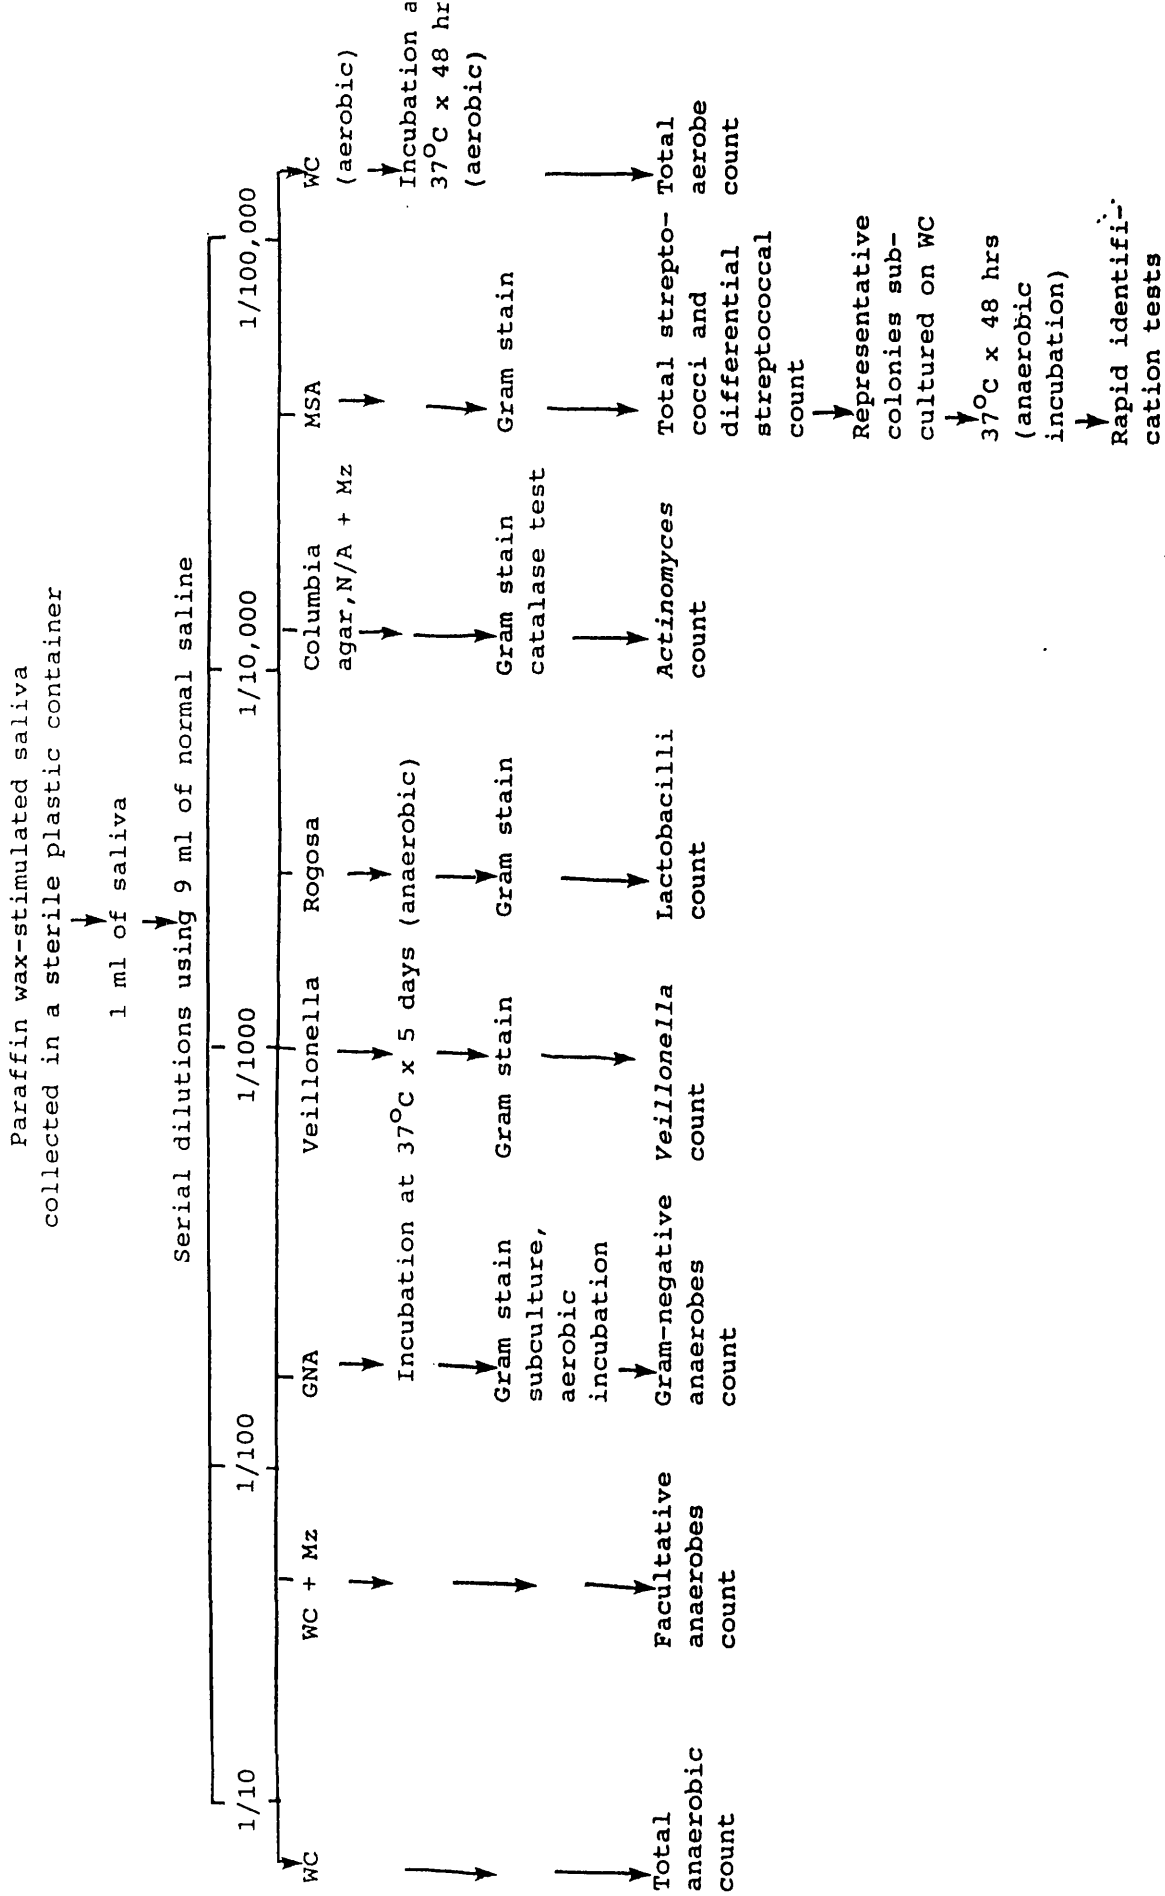 Paraffin wax-stimulated saliva
collected in a sterile plastic container
1 ml of saliva
Serial dilutions using 9 ml of normal saline
1/10
1/100
1/1000
1/10,000
1/100,000
WC
WC + Mz
GNA
Veillonella
Rogosa
Columbia
agar,N/A + Mz
MSA
WC
(aerobic)
Incubation at 37°C x 5 days (anaerobic)
Incubation a
37°C x 48 hr
(aerobic)
Gram stain
subculture,
aerobic
incubation
Gram stain
Gram stain
Gram stain
catalase test
Gram stain
Total
anaerobic
count
Facultative
anaerobes
count
Gram-negative
anaerobes
count
Veillonella
count
Lactobacilli
count
Actinomyces
count
Total strepto-
cocci and
differential
streptococcal
count
Total
aerobe
count
Representative
colonies sub-
cultured on WC
37°C x 48 hrs
(anaerobic
incubation)
Rapid identifi-
cation tests